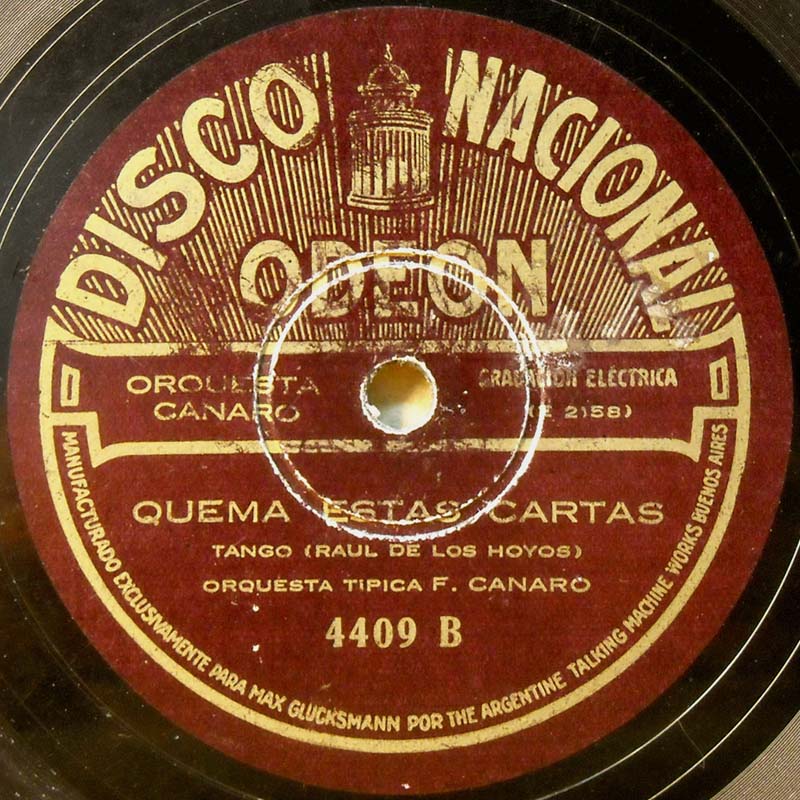 DISCO NACIONAL
ODEON
ORQUESTA
CANARO
GRABACION ELÉCTRICA
(E 2158)
QUEMA ESTAS CARTAS
TANGO (RAUL DE LOS HOYOS)
ORQUESTA TIPICA F. CANARO
4409 B
MANUFACTURADO EXCLUSIVAMENTE PARA MAX GLUCKSMANN POR THE ARGENTINE TALKING MACHINE WORKS BUENOS AIRES